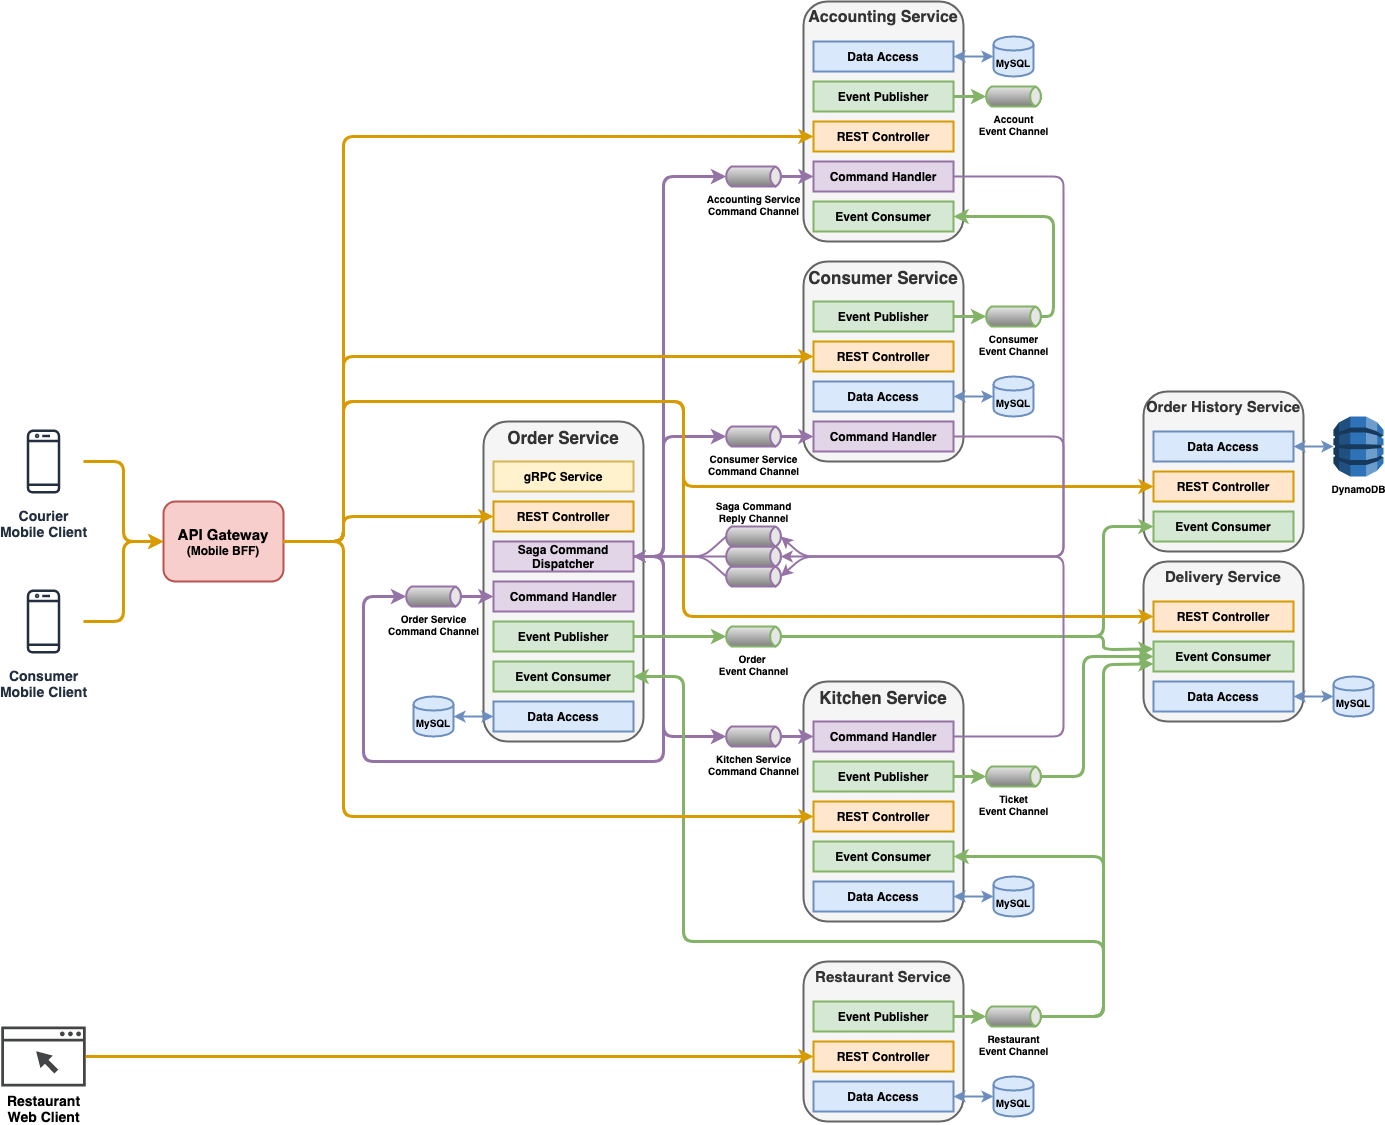 Accounting Service
Data Access
MySQL
Event Publisher
Account
Event Channel
REST Controller
Command Handler
Accounting Service
Command Channel
Event Consumer
Consumer Service
Event Publisher
Consumer
Event Channel
REST Controller
Data Access
MySQL
Command Handler
Consumer Service
Command Channel
Order History Service
Data Access
DynamoDB
REST Controller
Event Consumer
Order Service
gRPC Service
REST Controller
Saga Command
Dispatcher
Command Handler
Order Service
Command Channel
Event Publisher
Event Consumer
Data Access
MySQL
Saga Command
Reply Channel
Order
Event Channel
Courier
Mobile Client
API Gateway
(Mobile BFF)
Consumer
Mobile Client
Delivery Service
REST Controller
Event Consumer
Data Access
MySQL
Kitchen Service
Command Handler
Kitchen Service
Command Channel
Event Publisher
Ticket
Event Channel
REST Controller
Event Consumer
Data Access
MySQL
Restaurant Service
Event Publisher
Restaurant
Event Channel
REST Controller
Data Access
MySQL
Restaurant
Web Client